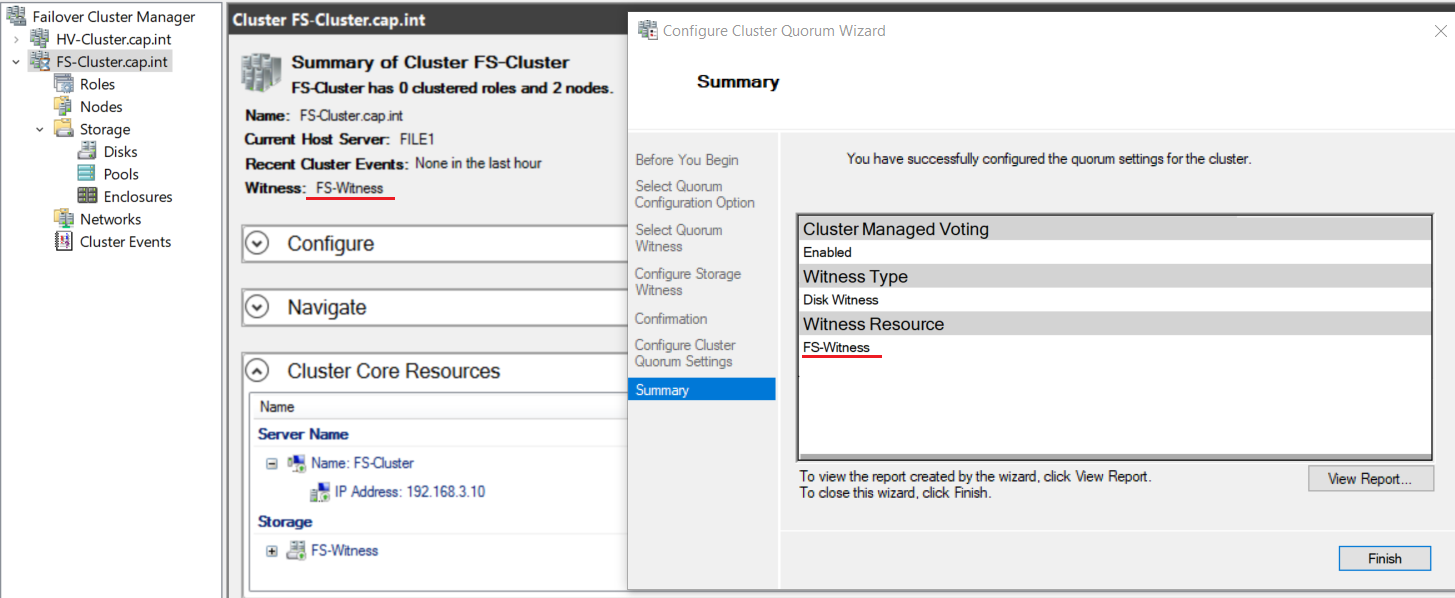 Failover Cluster Manager
HV-Cluster.cap.int
FS-Cluster.cap.int
Roles
Nodes
Storage
Disks
Pools
Enclosures
Networks
Cluster Events
Cluster FS-Cluster.cap.int
Summary of Cluster FS-Cluster
FS-Cluster has 0 clustered roles and 2 nodes.
Name: FS-Cluster.cap.int
Current Host Server: FILE1
Recent Cluster Events: None in the last hour
Witness: FS-Witness
Configure
Navigate
Cluster Core Resources
Name
Server Name
Name: FS-Cluster
IP Address: 192.168.3.10
Storage
FS-Witness
Configure Cluster Quorum Wizard
Summary
Before You Begin
Select Quorum
Configuration Option
Select Quorum
Witness
Configure Storage
Witness
Confirmation
Configure Cluster
Quorum Settings
Summary
You have successfully configured the quorum settings for the cluster.
Cluster Managed Voting
Enabled
Witness Type
Disk Witness
Witness Resource
FS-Witness
To view the report created by the wizard, click View Report.
To close this wizard, click Finish.
View Report...
Finish